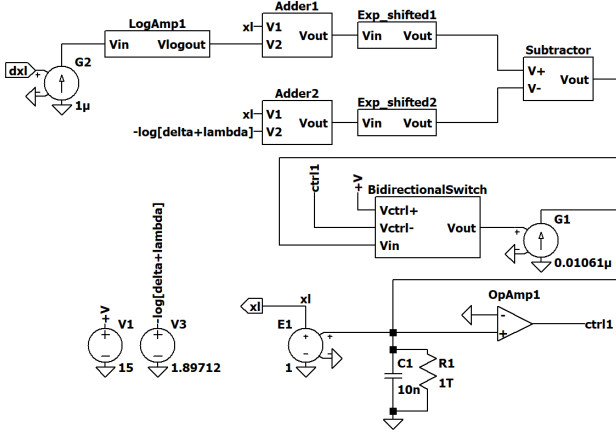 Adder1
Exp_shifted1
LogAmp1
xl
V1
V2
Vout
Vin
Vout
Subtractor
dxl
+
-
G2
1µ
Vin
Vlogout
V+
V-
Vout
Adder2
Exp_shifted2
xl
V1
-log[delta+lambda]
V2
Vout
Vin
Vout
ctrl1
+V
BidirectionalSwitch
Vctrl+
Vctrl-
Vin
Vout
+
-
G1
0.01061µ
-log[delta+lambda]
+V
V1
+
-
15
V3
+
-
1.89712
xl
xl
E1
+
-
+
-
1
OpAmp1
-
+
ctrl1
C1
10n
R1
1T